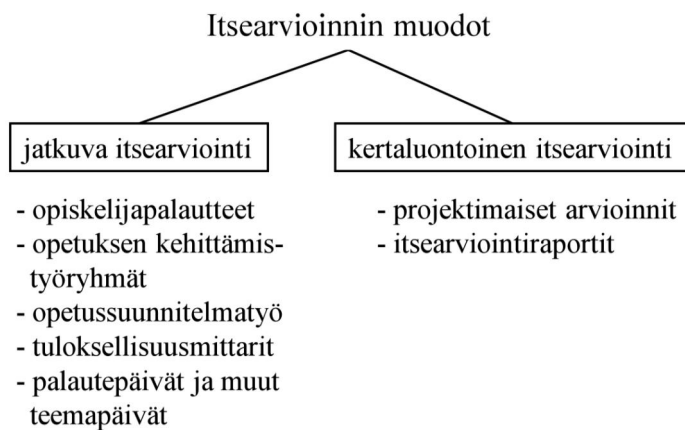 Itsearvioinnin muodot
jatkuva itsearviointi
- opiskelijapalautteet
- opetuksen kehittämis-
työryhmät
- opetussuunnitelmatyö
- tuloksellisuusmittarit
- palautepäivät ja muut
teemapäivät
kertaluontoinen itsearviointi
- projektimaiset arvioinnit
- itsearviointiraportit